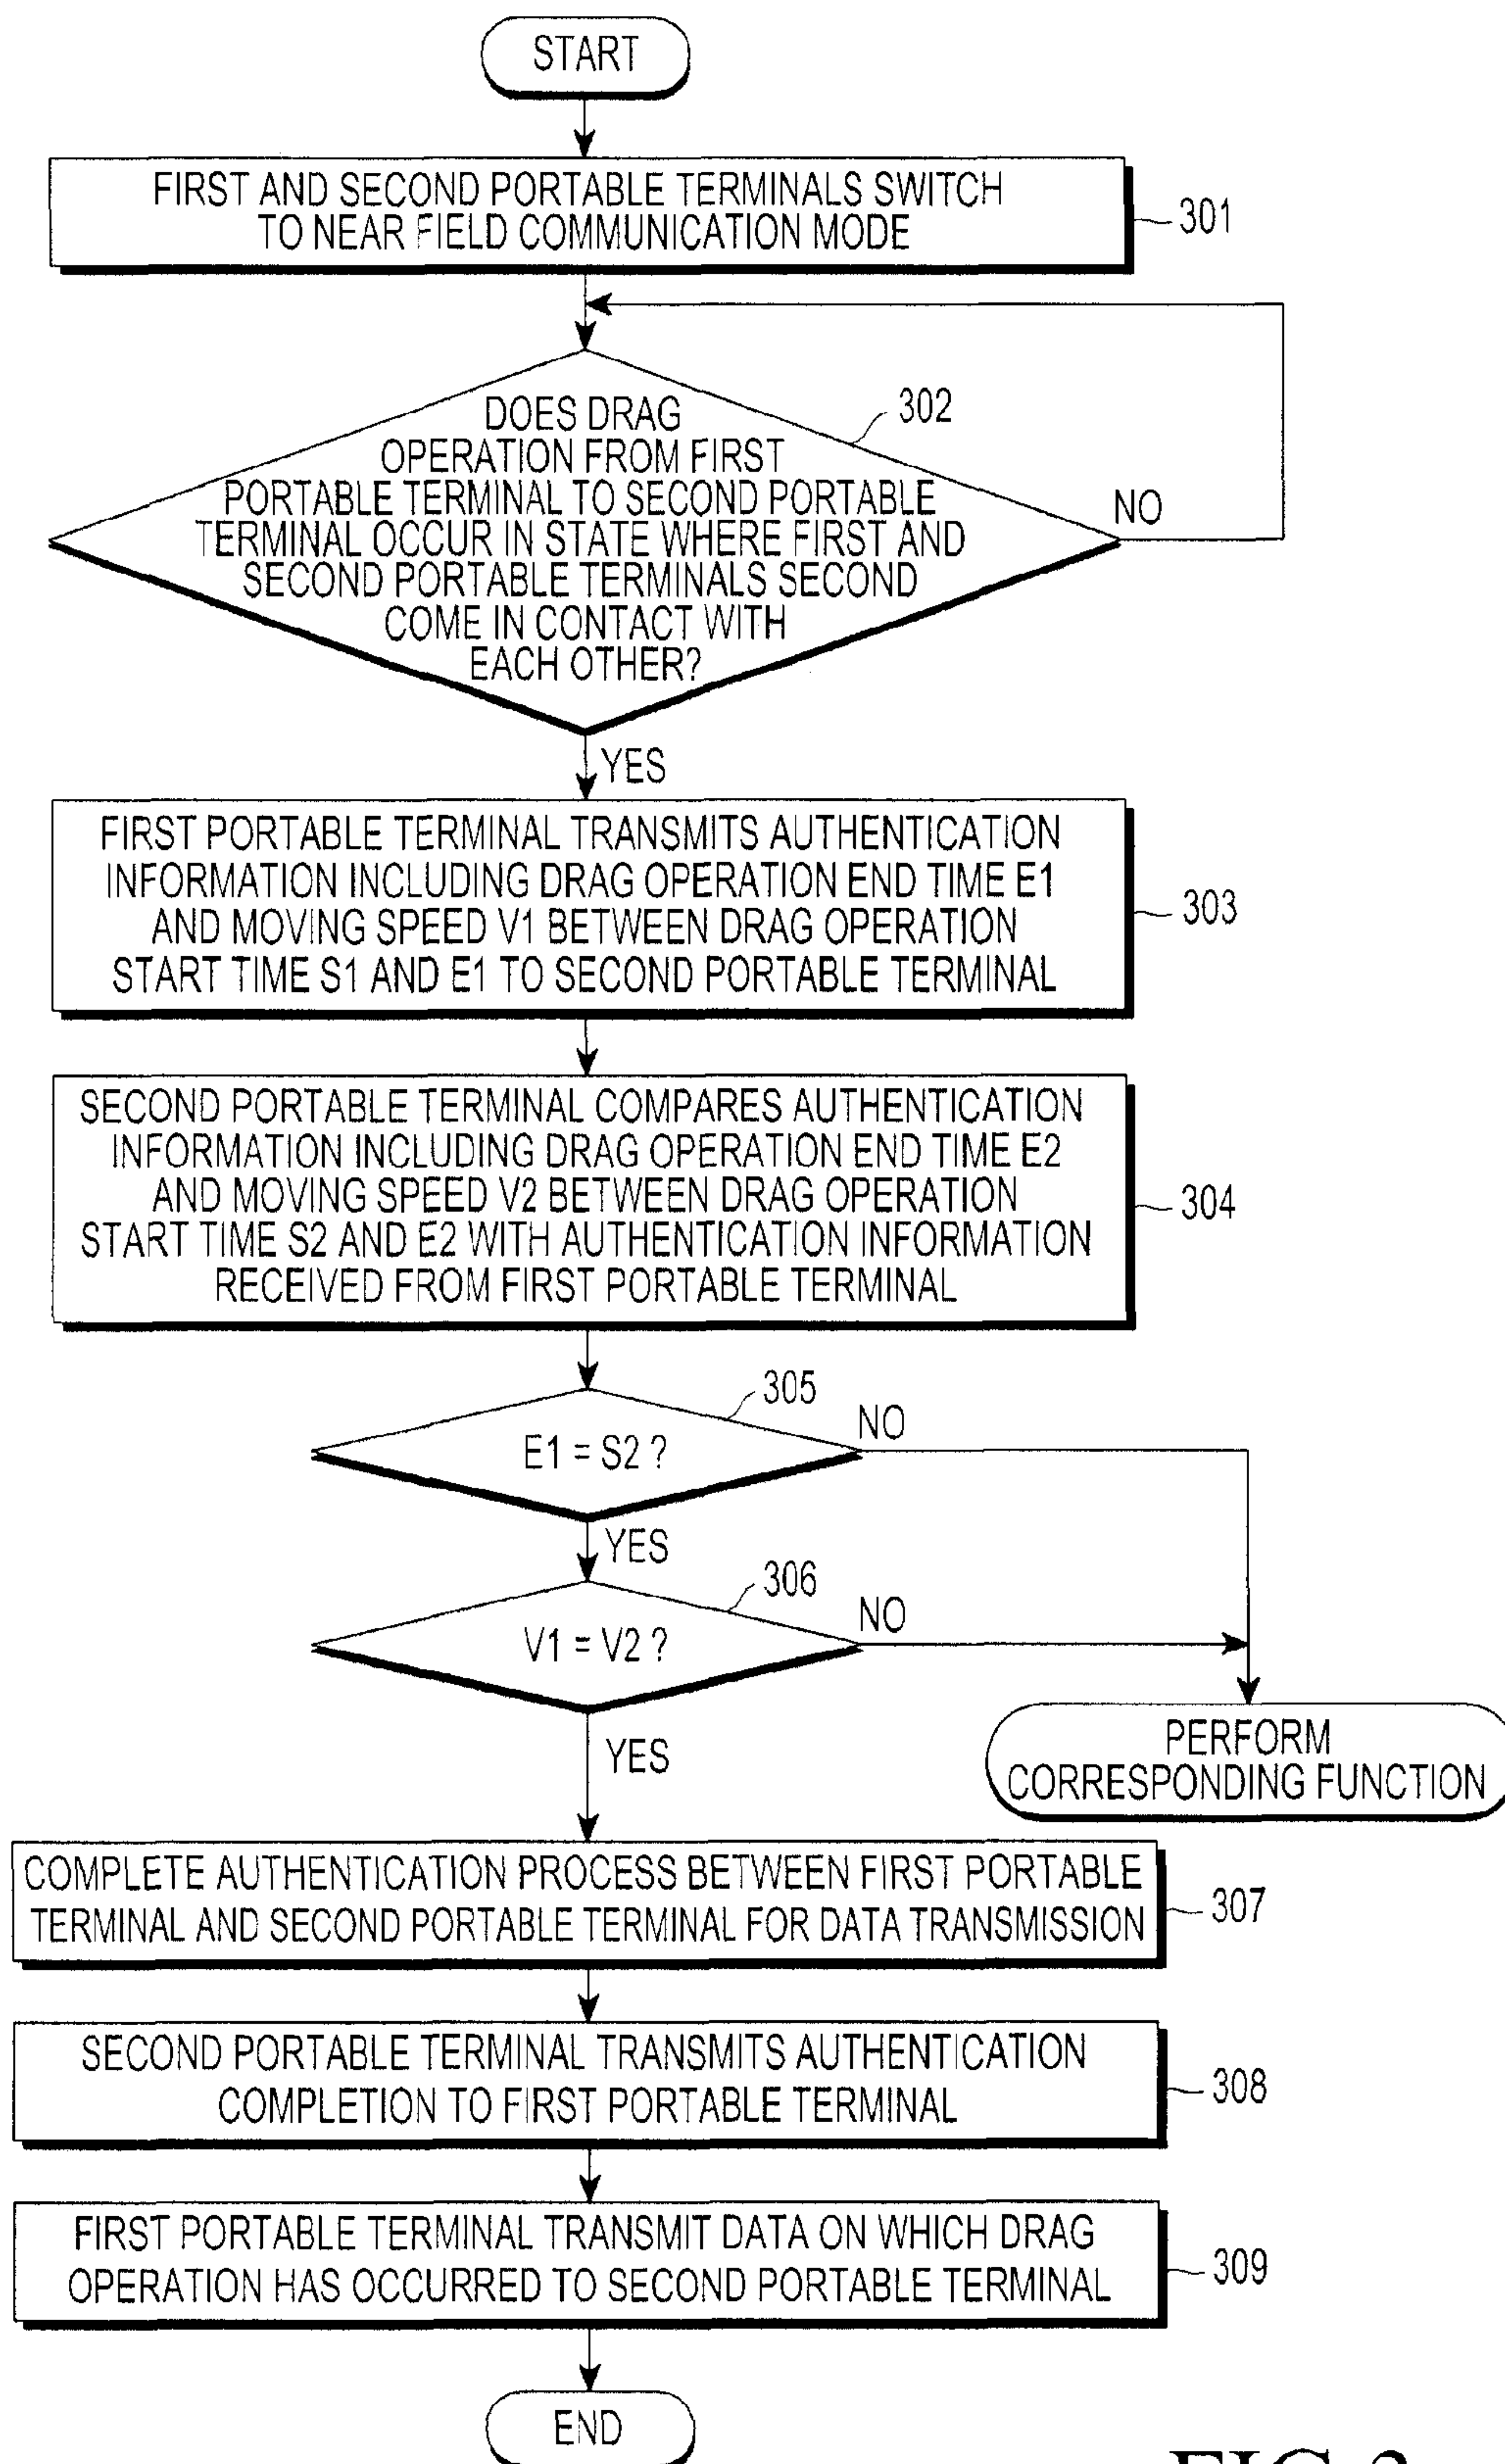 START
FIRST AND SECOND PORTABLE TERMINALS SWITCH
TO NEAR FIELD COMMUNICATION MODE
301
DOES DRAG
OPERATION FROM FIRST
PORTABLE TERMINAL TO SECOND PORTABLE
TERMINAL OCCUR IN STATE WHERE FIRST AND
SECOND PORTABLE TERMINALS SECOND
COME IN CONTACT WITH
EACH OTHER?
302
NO
YES
FIRST PORTABLE TERMINAL TRANSMITS AUTHENTICATION
INFORMATION INCLUDING DRAG OPERATION END TIME E1
AND MOVING SPEED V1 BETWEEN DRAG OPERATION
START TIME S1 AND E1 TO SECOND PORTABLE TERMINAL
303
SECOND PORTABLE TERMINAL COMPARES AUTHENTICATION
INFORMATION INCLUDING DRAG OPERATION END TIME E2
AND MOVING SPEED V2 BETWEEN DRAG OPERATION
START TIME S2 AND E2 WITH AUTHENTICATION INFORMATION
RECEIVED FROM FIRST PORTABLE TERMINAL
304
E1 = S2 ?
305
NO
YES
V1 = V2 ?
306
NO
YES
PERFORM
CORRESPONDING FUNCTION
COMPLETE AUTHENTICATION PROCESS BETWEEN FIRST PORTABLE
TERMINAL AND SECOND PORTABLE TERMINAL FOR DATA TRANSMISSION
307
SECOND PORTABLE TERMINAL TRANSMITS AUTHENTICATION
COMPLETION TO FIRST PORTABLE TERMINAL
308
FIRST PORTABLE TERMINAL TRANSMIT DATA ON WHICH DRAG
OPERATION HAS OCCURRED TO SECOND PORTABLE TERMINAL
309
END